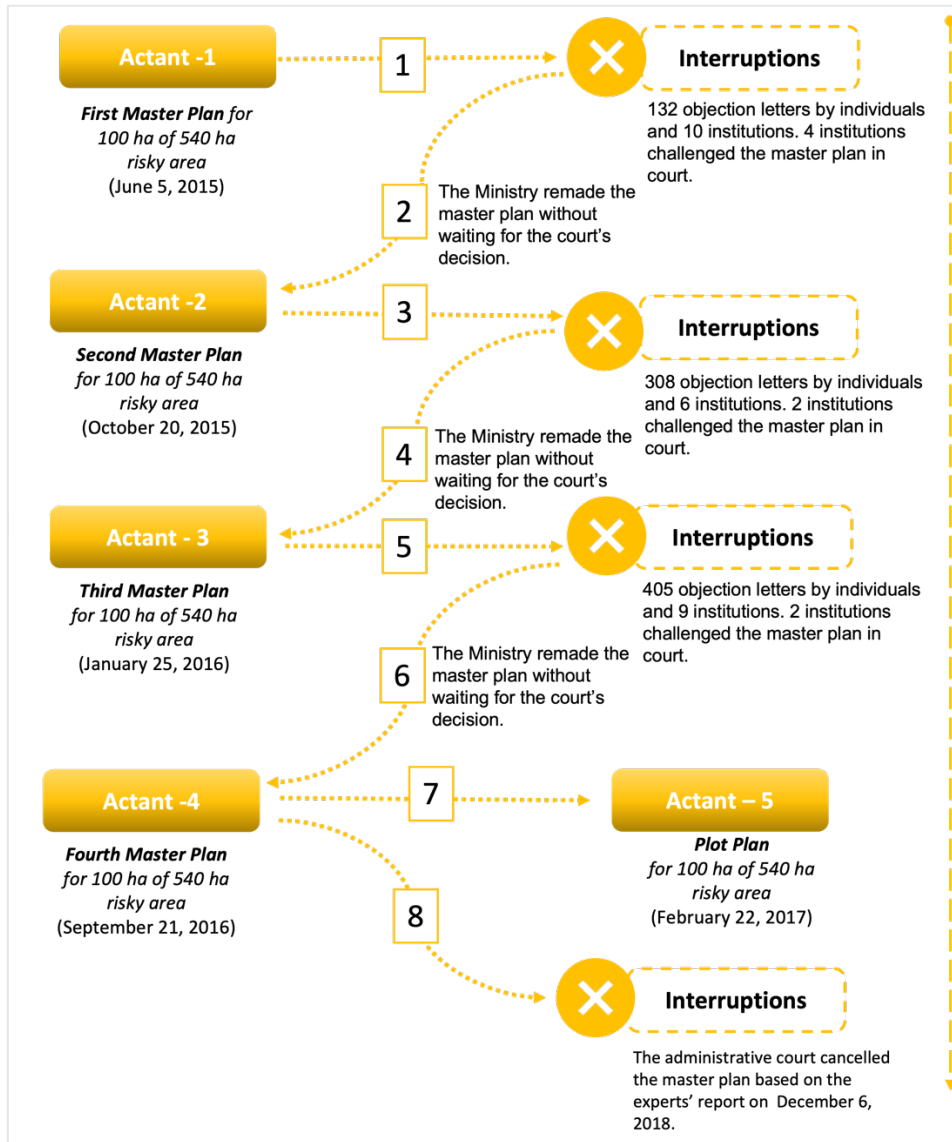 Actant -1
1
Interruptions
First Master Plan for
100 ha of 540 ha
risky area
(June 5, 2015)
132 objection letters by individuals
and 10 institutions. 4 institutions
challenged the master plan in
court.
2
The Ministry remade the
master plan without
waiting for the court’s
decision.
Actant -2
3
Interruptions
Second Master Plan
for 100 ha of 540 ha
risky area
(October 20, 2015)
308 objection letters by individuals
and 6 institutions. 2 institutions
challenged the master plan in
court.
4
The Ministry remade the
master plan without
waiting for the court’s
decision.
Actant - 3
5
Interruptions
Third Master Plan
for 100 ha of 540 ha
risky area
(January 25, 2016)
405 objection letters by individuals
and 9 institutions. 2 institutions
challenged the master plan in
court.
6
The Ministry remade the
master plan without
waiting for the court’s
decision.
Actant -4
7
Actant – 5
Fourth Master Plan
for 100 ha of 540 ha
risky area
(September 21, 2016)
Plot Plan
for 100 ha of 540 ha
risky area
(February 22, 2017)
8
Interruptions
The administrative court cancelled
the master plan based on the
experts’ report on December 6,
2018.